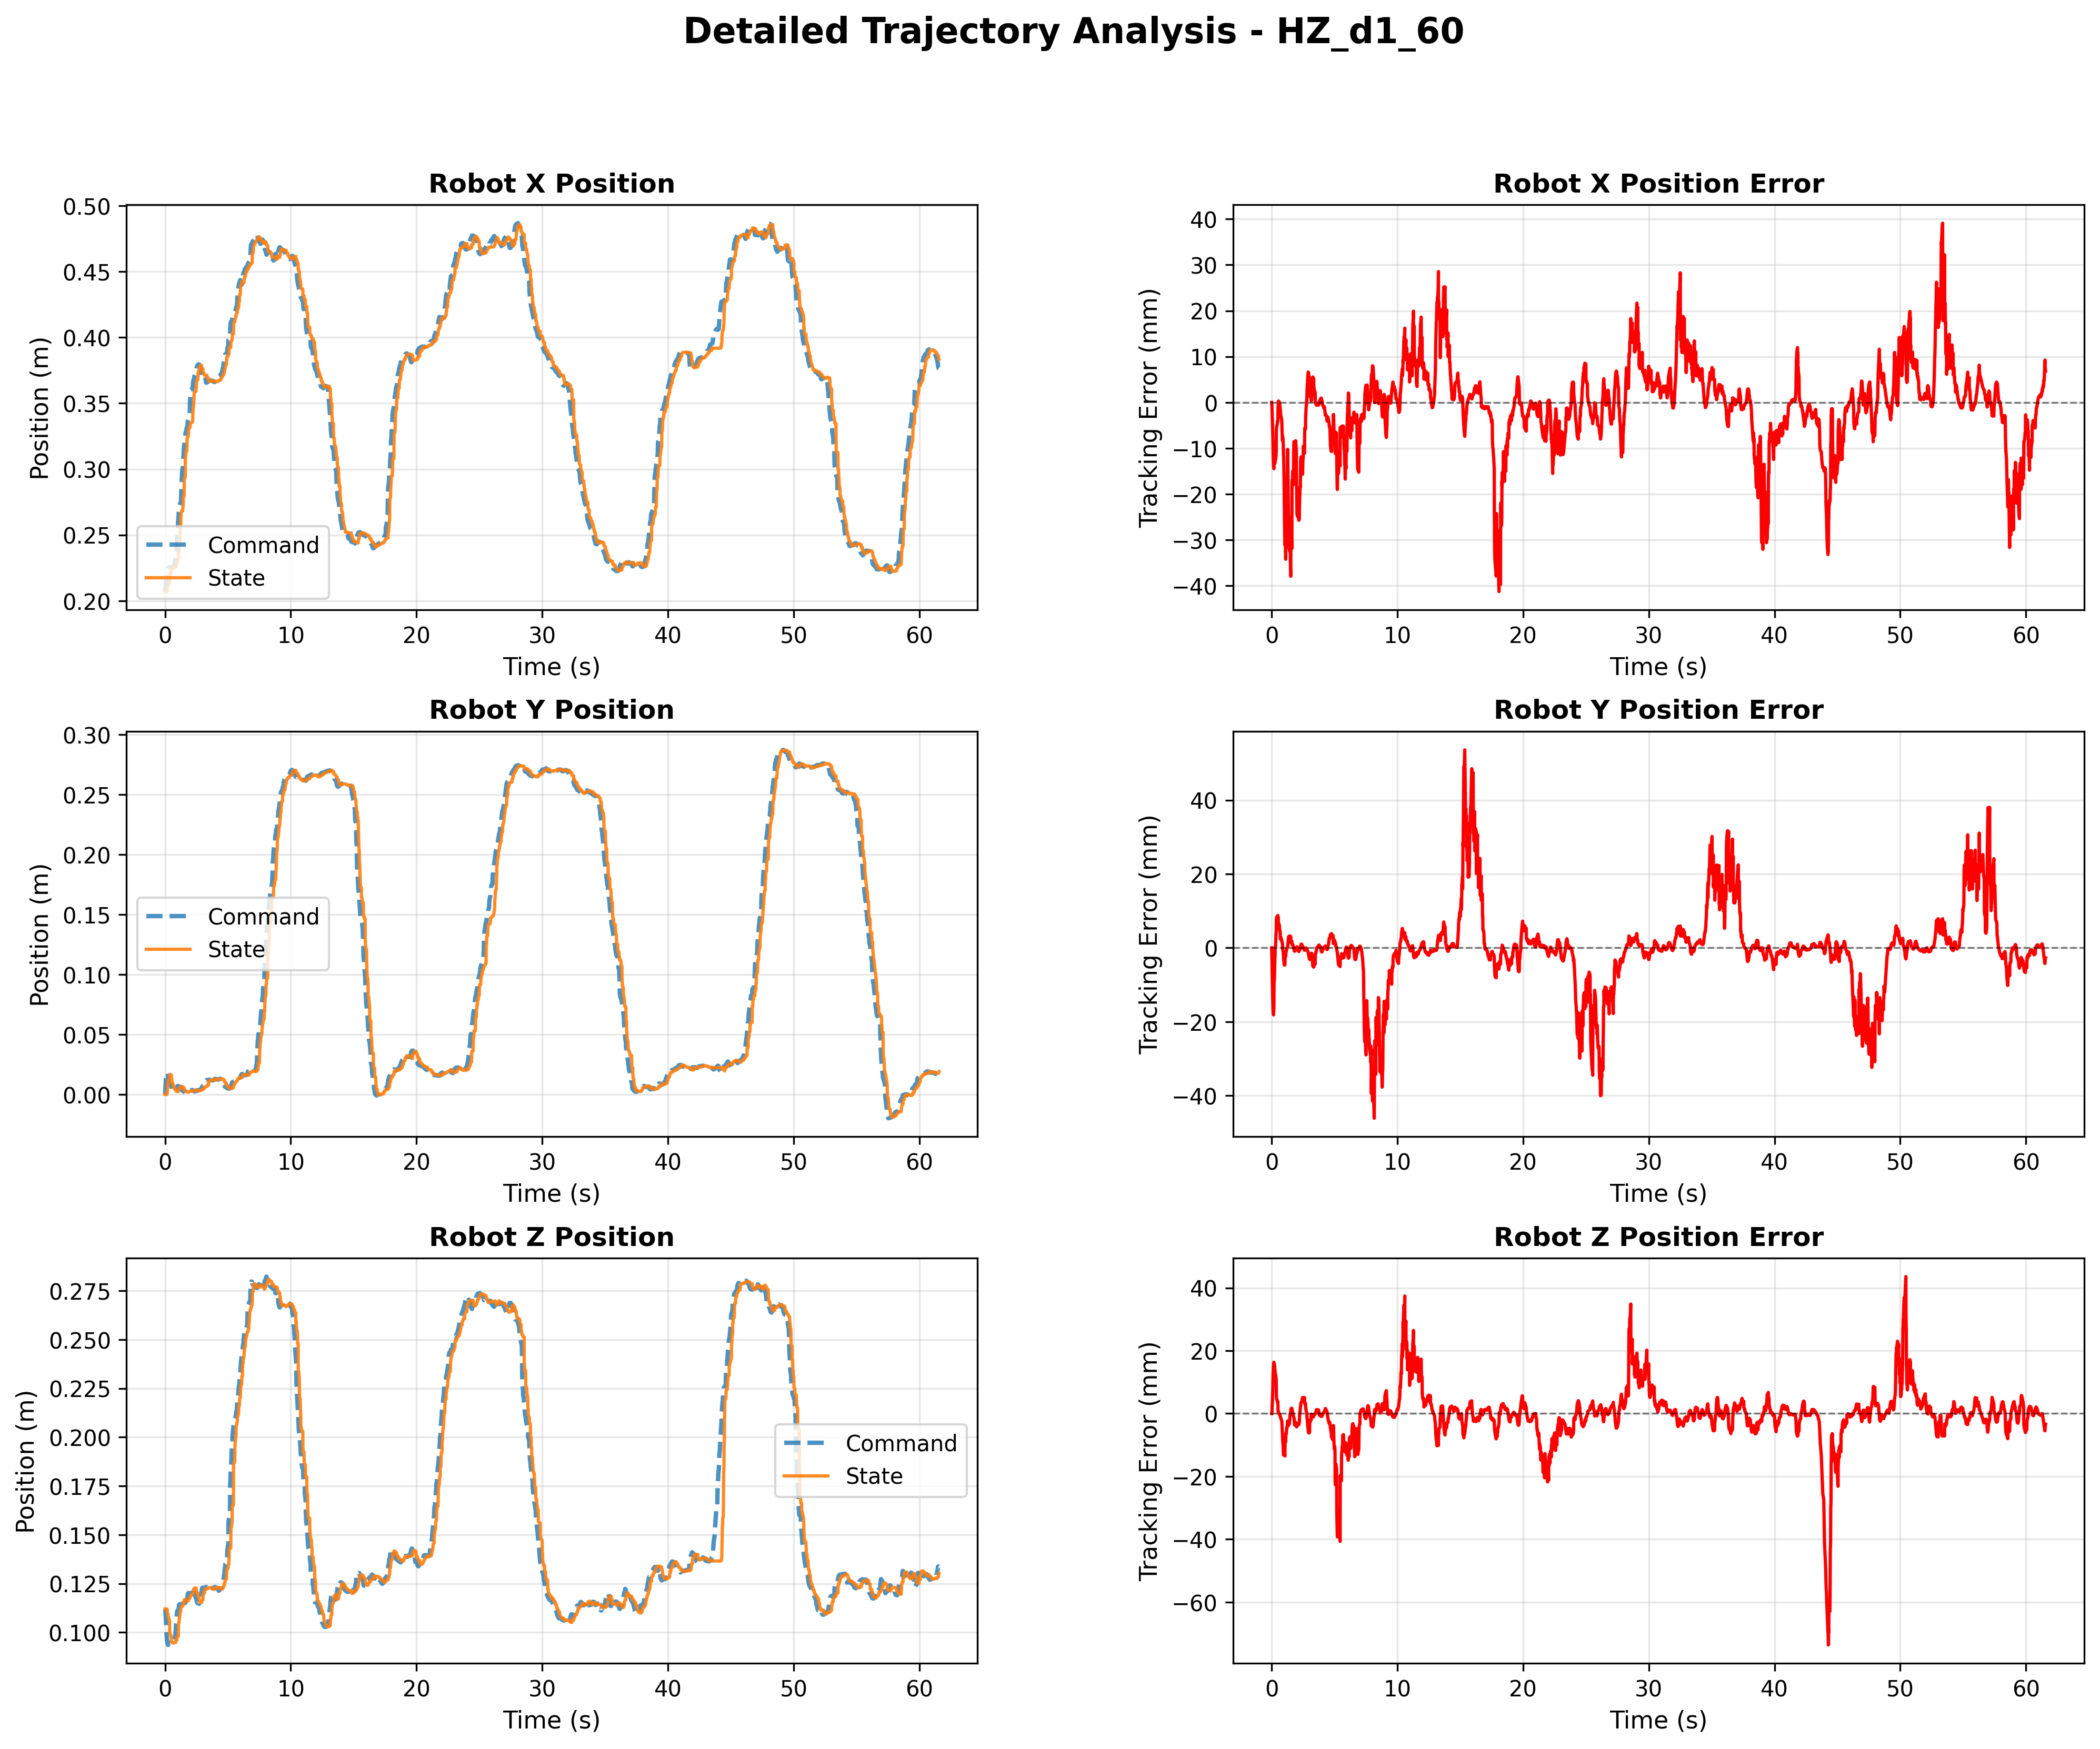 Detailed Trajectory Analysis - HZ_d1_60
Robot X Position
Position (m)
0.50
0.45
0.40
0.35
0.30
0.25
0.20
Command
State
0 10 20 30 40 50 60
Time (s)
Robot X Position Error
Tracking Error (mm)
40
30
20
10
0
−10
−20
−30
−40
0 10 20 30 40 50 60
Time (s)
Robot Y Position
Position (m)
0.30
0.25
0.20
0.15
0.10
0.05
0.00
Command
State
0 10 20 30 40 50 60
Time (s)
Robot Y Position Error
Tracking Error (mm)
40
20
0
−20
−40
0 10 20 30 40 50 60
Time (s)
Robot Z Position
Position (m)
0.275
0.250
0.225
0.200
0.175
0.150
0.125
0.100
Command
State
0 10 20 30 40 50 60
Time (s)
Robot Z Position Error
Tracking Error (mm)
40
20
0
−20
−40
−60
0 10 20 30 40 50 60
Time (s)